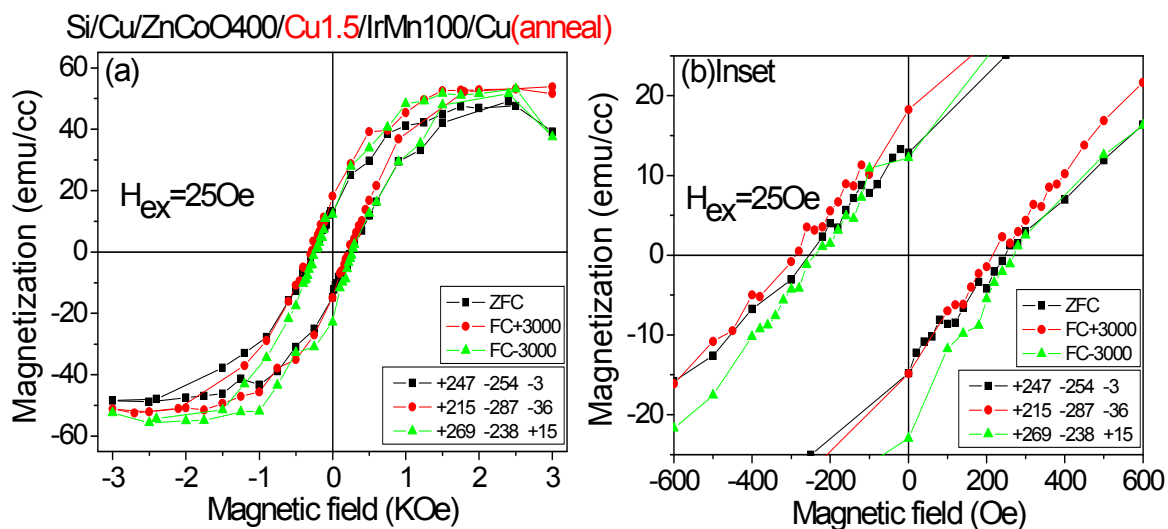 Si/Cu/ZnCoO400/Cu1.5/IrMn100/Cu(anneal)
(a)
Magnetization (emu/cc)
60
40
20
0
-20
-40
-60
Hex=25Oe
ZFC
FC+3000
FC-3000
+247 -254 -3
+215 -287 -36
+269 -238 +15
-3 -2 -1 0 1 2 3
Magnetic field (KOe)
(b)Inset
Magnetization (emu/cc)
20
10
0
-10
-20
Hex=25Oe
ZFC
FC+3000
FC-3000
+247 -254 -3
+215 -287 -36
+269 -238 +15
-600 -400 -200 0 200 400 600
Magnetic field (Oe)